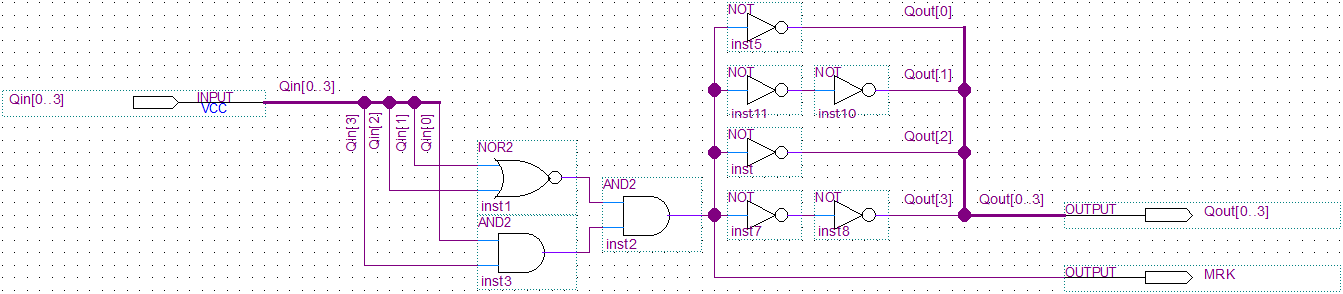 NOT
Qout[0]
inst5
Qin[0..3]
INPUT
VCC
Qin[0..3]
NOT
NOT
Qout[.1]
inst11
inst10
Qin[3]
Qin[2]
Qin[1]
Qin[0]
NOT
Qout[.2]
inst
NOR2
inst1
AND2
inst2
AND2
inst3
NOT
NOT
Qout[.3]
inst7
inst8
Qout[.0..3]
OUTPUT
Qout[0..3]
OUTPUT
MRK